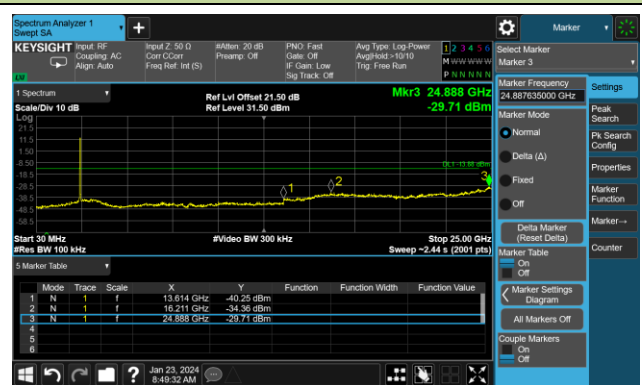 Spectrum Analyzer 1
Swept SA
+
Marker
KEYSIGHT
Input: RF
Coupling: AC
Align: Auto
Input Z: 50 Ω
Corr CCorr
Freq Ref: Int (S)
#Atten: 20 dB
Preamp: Off
PNO: Fast
Gate: Off
IF Gain: Low
Sig Track: Off
Avg Type: Log-Power
Avg|Hold:>10/10
Trig: Free Run
1 2 3 4 5 6
M W W W W W
P N N N N N
LXI
1 Spectrum
Scale/Div 10 dB
Log
Ref Lvl Offset 21.50 dB
Ref Level 31.50 dBm
Mkr3 24.888 GHz
-29.71 dBm
21.5
11.5
1.50
-8.50
-18.5
-28.5
-38.5
-48.5
-58.5
DL1 -13.68 dBm
1
2
3
Start 30 MHz
#Res BW 100 kHz
#Video BW 300 kHz
Stop 25.00 GHz
Sweep ~2.44 s (2001 pts)
5 Marker Table
Mode Trace Scale X Y Function Function Width Function Value
1 N 1 f 13.614 GHz -40.25 dBm
2 N 1 f 16.211 GHz -34.36 dBm
3 N 1 f 24.888 GHz -29.71 dBm
4
5
6
Select Marker
Marker 3
Marker Frequency
24.887635000 GHz
Marker Mode
Normal
Delta (Δ)
Fixed
Off
Delta Marker
(Reset Delta)
Marker Table
On
Off
Marker Settings
Diagram
All Markers Off
Couple Markers
On
Off
Settings
Peak
Search
Pk Search
Config
Properties
Marker
Function
Marker→
Counter
?
Jan 23, 2024
8:49:32 AM